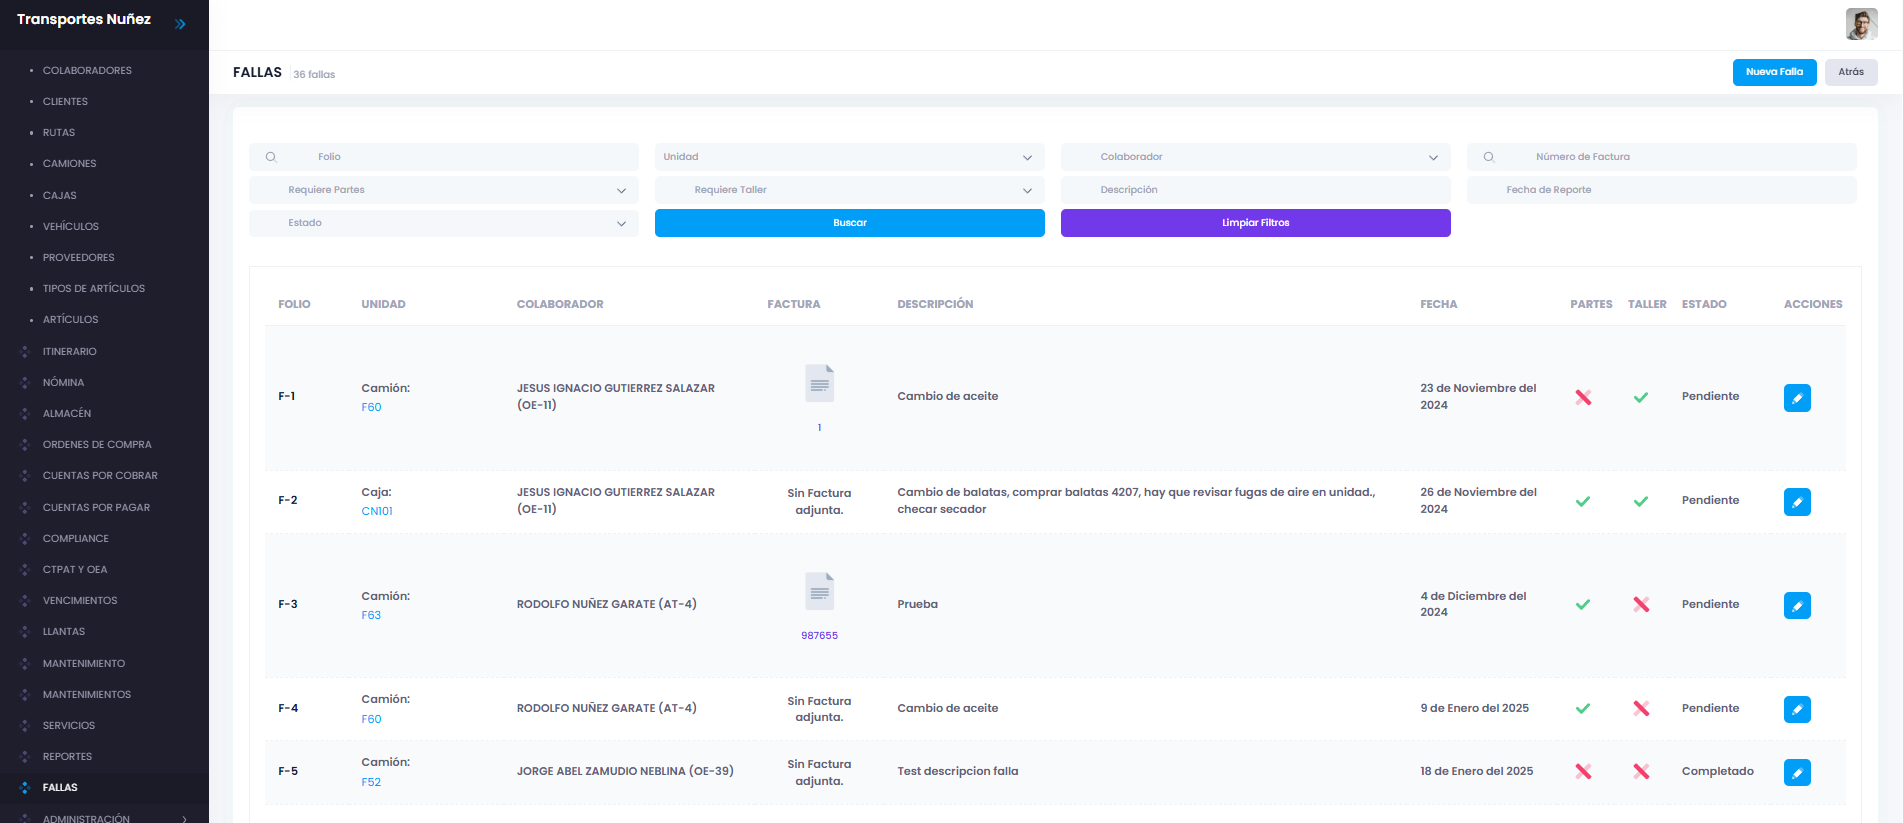 Transportes Nuñez
COLABORADORES
CLIENTES
RUTAS
CAMIONES
CAJAS
VEHÍCULOS
PROVEEDORES
TIPOS DE ARTÍCULOS
ARTÍCULOS
ITINERARIO
NÓMINA
ALMACÉN
ORDENES DE COMPRA
CUENTAS POR COBRAR
CUENTAS POR PAGAR
COMPLIANCE
CTPAT Y OEA
VENCIMIENTOS
LLANTAS
MANTENIMIENTO
MANTENIMIENTOS
SERVICIOS
REPORTES
FALLAS
ADMINISTRACIÓN
FALLAS 36 fallas
Nueva Falla Atrás
Folio Unidad Colaborador Número de Factura
Requiere Partes Requiere Taller Descripción Fecha de Reporte
Estado Buscar Limpiar Filtros
FOLIO UNIDAD COLABORADOR FACTURA DESCRIPCIÓN FECHA PARTES TALLER ESTADO ACCIONES
F-1
Camión:
F60
JESUS IGNACIO GUTIERREZ SALAZAR
(OE-11)
1
Cambio de aceite
23 de Noviembre del
2024
Pendiente
F-2
Caja:
CN101
JESUS IGNACIO GUTIERREZ SALAZAR
(OE-11)
Sin Factura
adjunta.
Cambio de balatas, comprar balatas 4207, hay que revisar fugas de aire en unidad.,
checar secador
26 de Noviembre del
2024
Pendiente
F-3
Camión:
F63
RODOLFO NUÑEZ GARATE (AT-4)
987655
Prueba
4 de Diciembre del
2024
Pendiente
F-4
Camión:
F60
RODOLFO NUÑEZ GARATE (AT-4)
Sin Factura
adjunta.
Cambio de aceite
9 de Enero del 2025
Pendiente
F-5
Camión:
F52
JORGE ABEL ZAMUDIO NEBLINA (OE-39)
Sin Factura
adjunta.
Test descripcion falla
18 de Enero del 2025
Completado